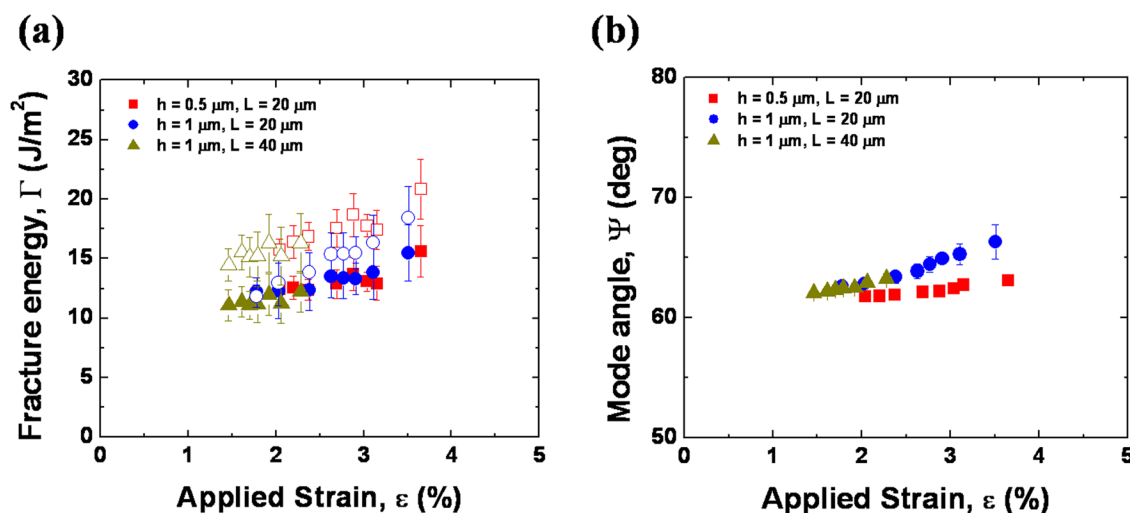 (a)
30
25
20
15
10
5
0
Fracture energy, Γ (J/m²)
h = 0.5 μm, L = 20 μm
h = 1 μm, L = 20 μm
h = 1 μm, L = 40 μm
0 1 2 3 4 5
Applied Strain, ε (%)
(b)
80
70
60
50
Mode angle, Ψ (deg)
h = 0.5 μm, L = 20 μm
h = 1 μm, L = 20 μm
h = 1 μm, L = 40 μm
0 1 2 3 4 5
Applied Strain, ε (%)